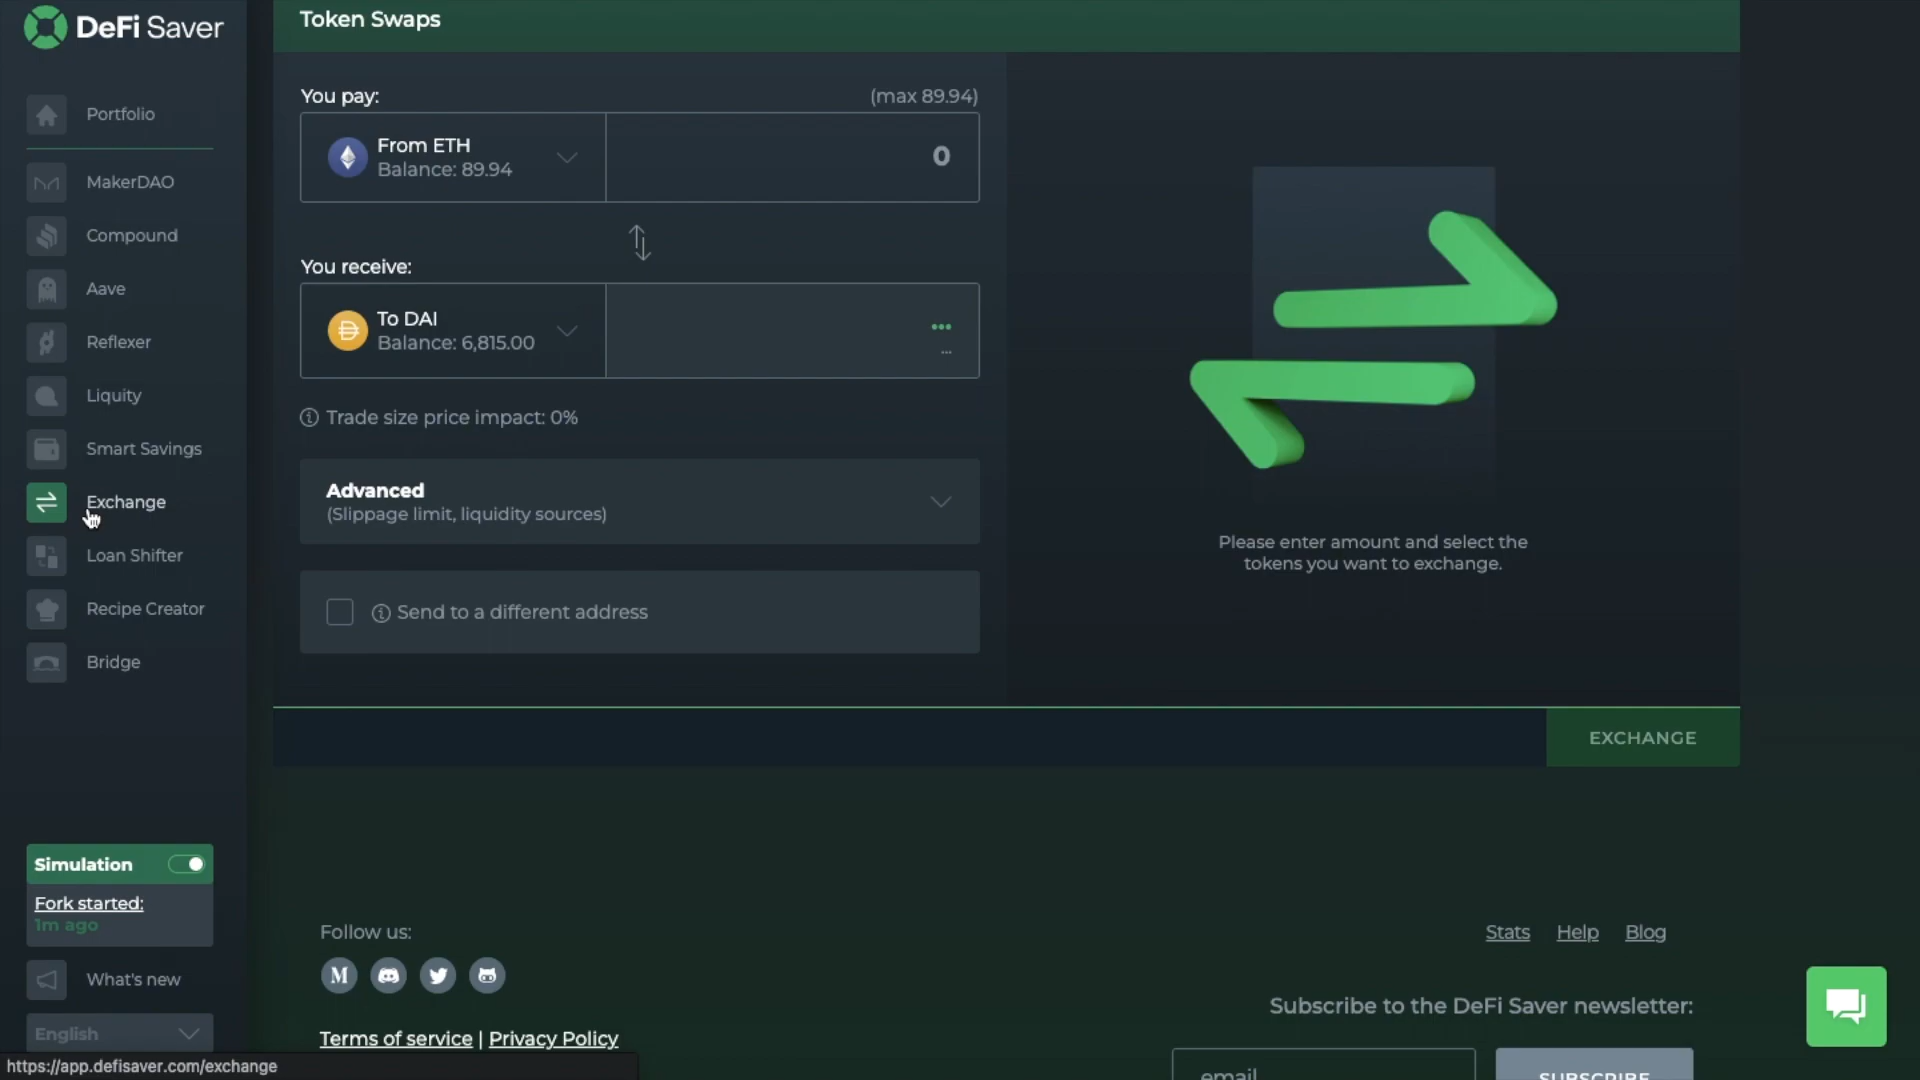 DeFi Saver
Portfolio
MakerDAO
Compound
Aave
Reflexer
Liquity
Smart Savings
Exchange
Loan Shifter
Recipe Creator
Bridge
Simulation
Fork started:
1m ago
What's new
English
https://app.defisaver.com/exchange
Token Swaps
You pay:
(max 89.94)
From ETH
Balance: 89.94
0
You receive:
To DAI
Balance: 6,815.00
...
Trade size price impact: 0%
Advanced
(Slippage limit, liquidity sources)
Send to a different address
Please enter amount and select the
tokens you want to exchange.
EXCHANGE
Follow us:
M
Terms of service | Privacy Policy
Stats Help Blog
Subscribe to the DeFi Saver newsletter:
email
SUBSCRIBE